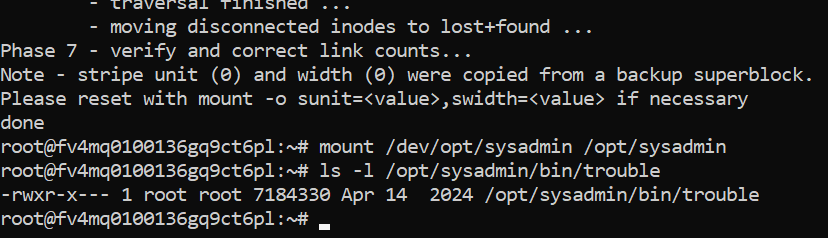 - traversal finished ...
- moving disconnected inodes to lost+found ...
Phase 7 - verify and correct link counts...
Note - stripe unit (0) and width (0) were copied from a backup superblock.
Please reset with mount -o sunit=<value>,swidth=<value> if necessary
done
root@fv4mq0100136gq9ct6pl:~# mount /dev/opt/sysadmin /opt/sysadmin
root@fv4mq0100136gq9ct6pl:~# ls -l /opt/sysadmin/bin/trouble
-rwxr-x--- 1 root root 7184330 Apr 14  2024 /opt/sysadmin/bin/trouble
root@fv4mq0100136gq9ct6pl:~#